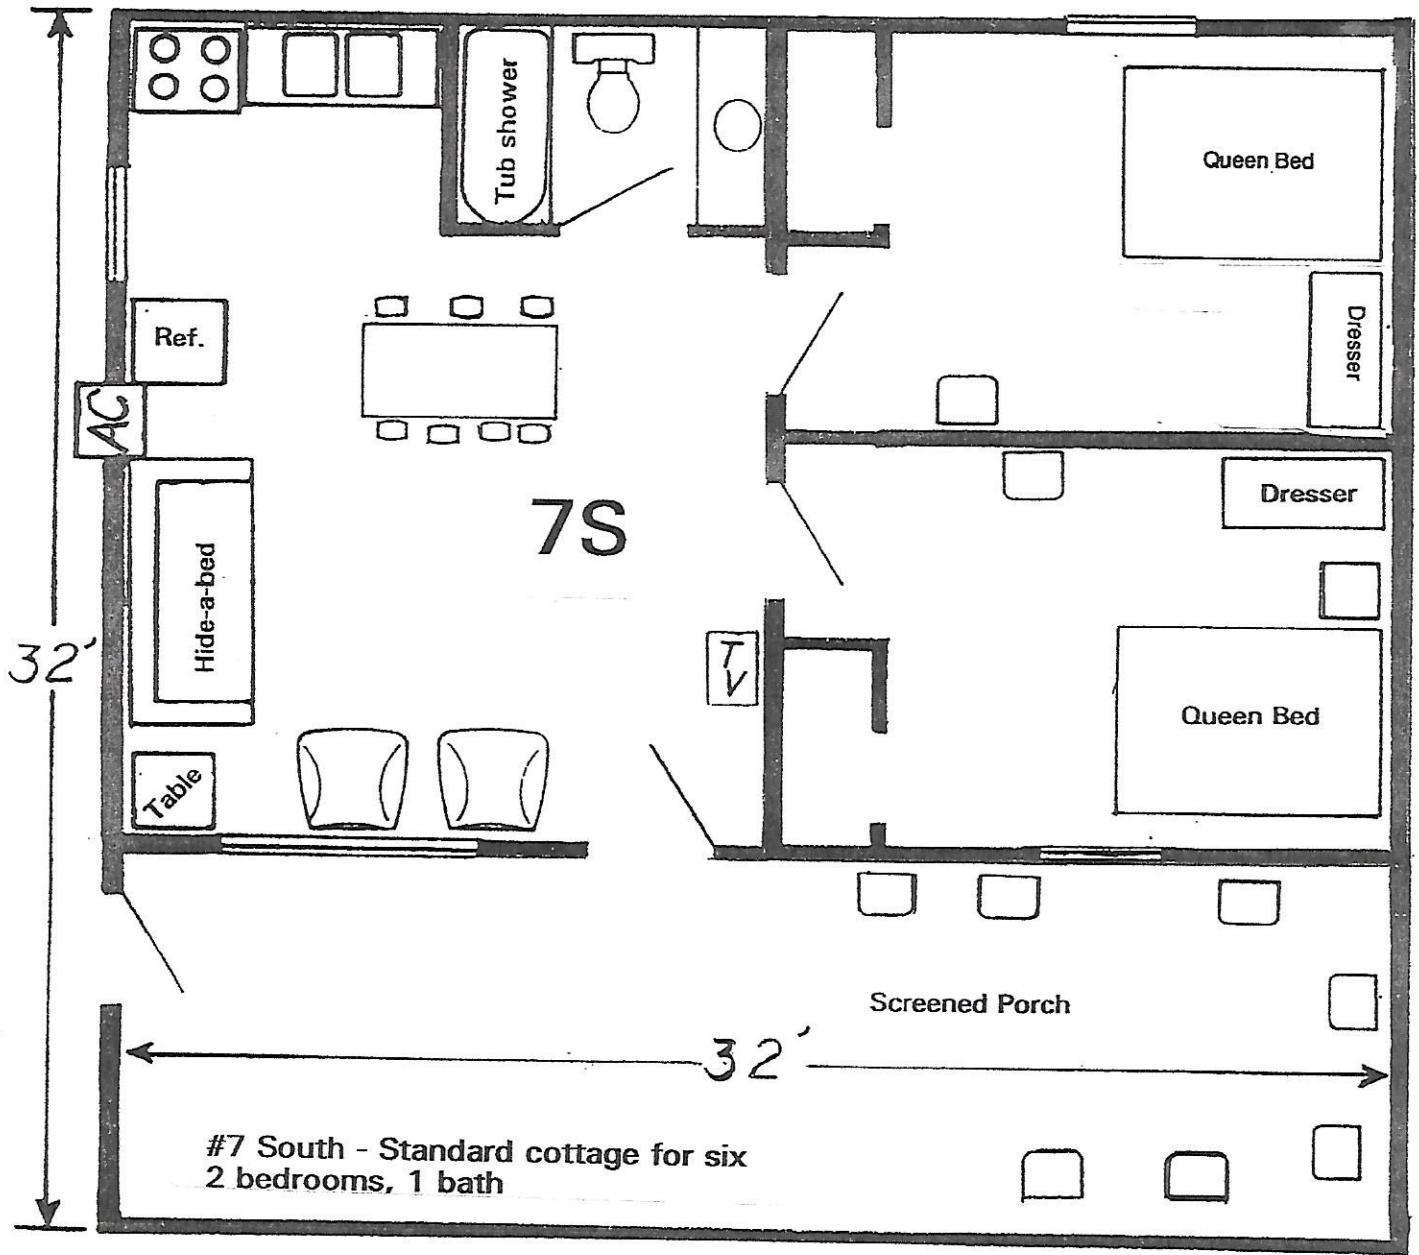 Tub shower
Queen Bed
Ref.
Dresser
AC
Dresser
7S
Hide-a-bed
32'
TV
Queen Bed
Table
Screened Porch
32'
#7 South - Standard cottage for six
2 bedrooms, 1 bath